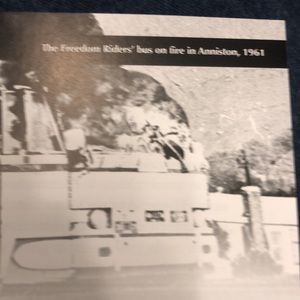 The Freedom Riders' bus on fire in Anniston, 1961